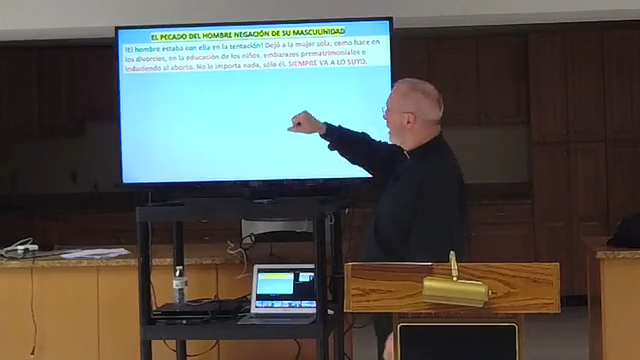 EL PECADO DEL HOMBRE NEGACIÓN DE SU MASCULINIDAD
!El hombre estaba con ella en la tentación! Dejó a la mujer sola, como hace en
los divorcios, en la educación de los niños, embarazos prematrimoniales e
induciendo al aborto. No le importa nada, sólo él. SIEMPRE VA A LO SUYO.